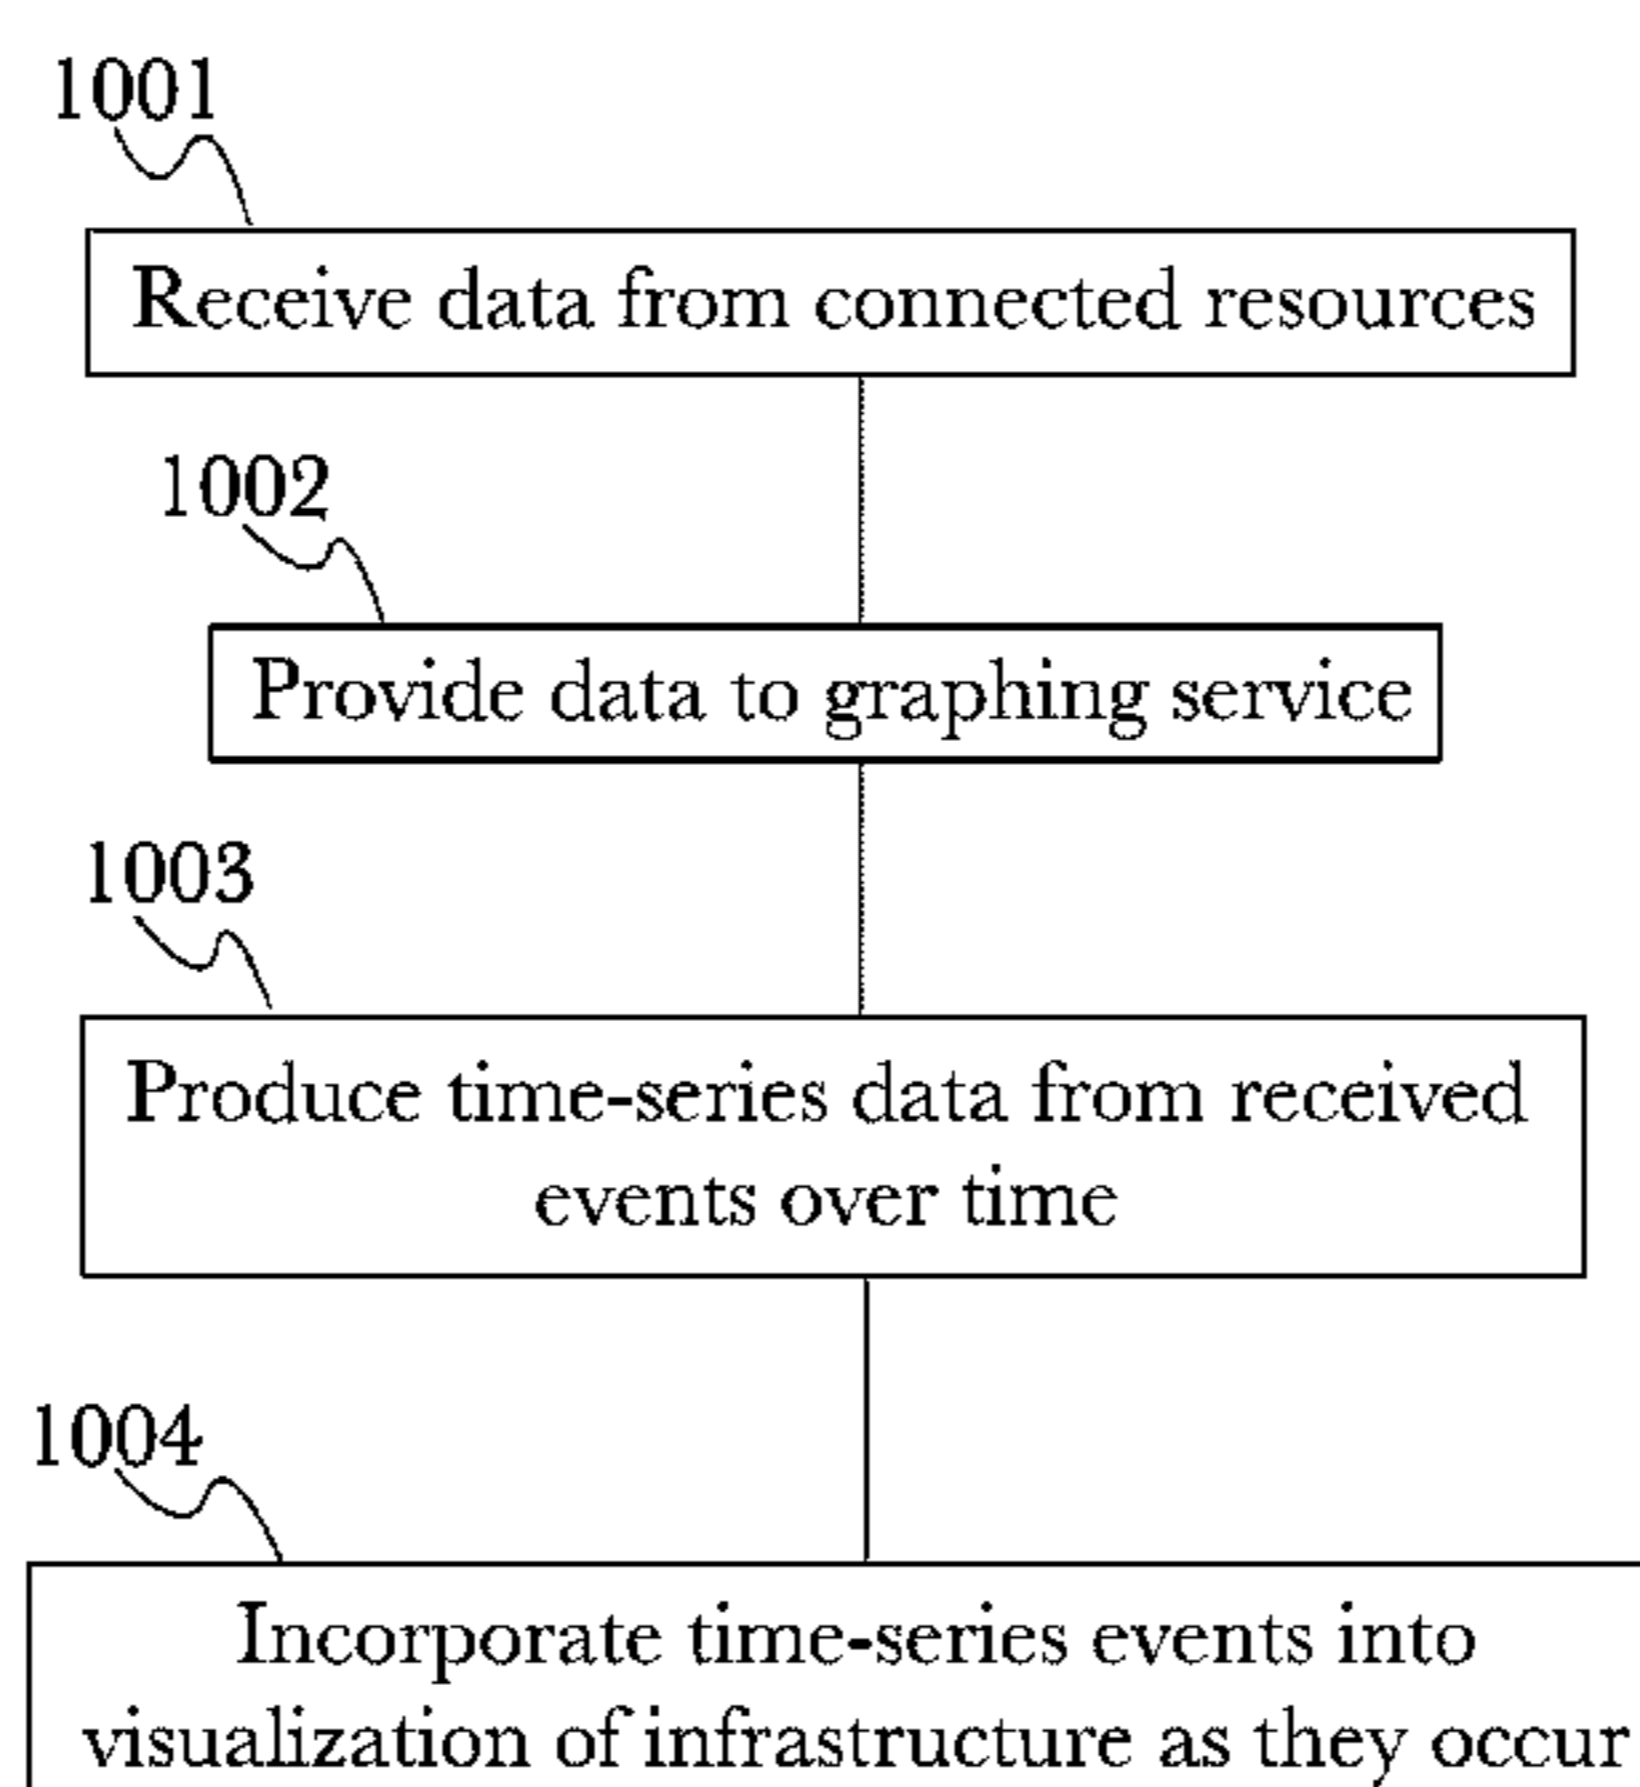 1001
Receive data from connected resources
1002
Provide data to graphing service
1003
Produce time-series data from received
events over time
1004
Incorporate time-series events into
visualization of infrastructure as they occur